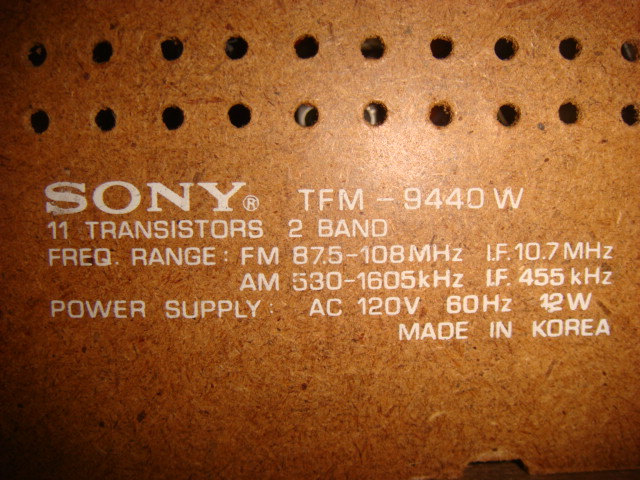 SONY® TFM-9440W
11 TRANSISTORS 2 BAND
FREQ. RANGE: FM 87.5-108MHz I.F. 10.7MHz
AM 530-1605kHz I.F. 455kHz
POWER SUPPLY: AC 120V 60Hz 12W
MADE IN KOREA